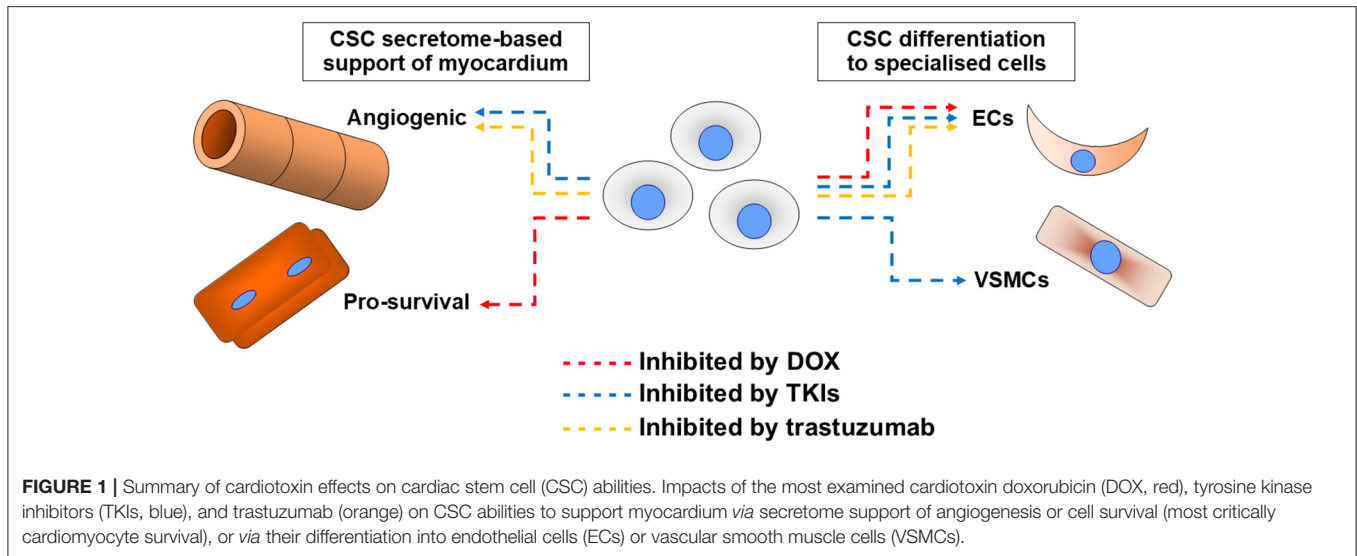 CSC secretome-based
support of myocardium
CSC differentiation
to specialised cells
Angiogenic
ECs
Pro-survival
VSMCs
Inhibited by DOX
Inhibited by TKIs
Inhibited by trastuzumab
FIGURE 1 | Summary of cardiotoxin effects on cardiac stem cell (CSC) abilities. Impacts of the most examined cardiotoxin doxorubicin (DOX, red), tyrosine kinase
inhibitors (TKIs, blue), and trastuzumab (orange) on CSC abilities to support myocardium via secretome support of angiogenesis or cell survival (most critically
cardiomyocyte survival), or via their differentiation into endothelial cells (ECs) or vascular smooth muscle cells (VSMCs).